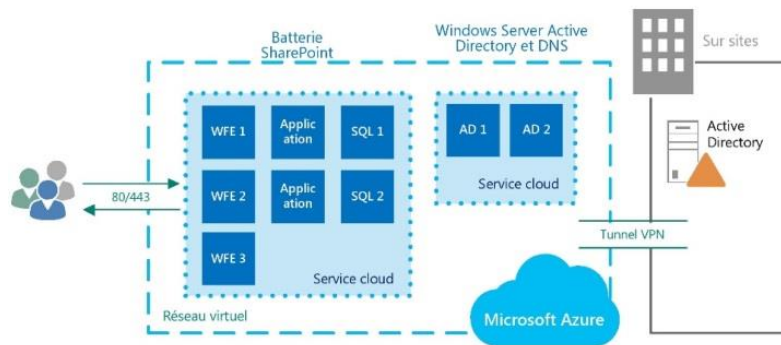 Batterie
SharePoint
Windows Server Active
Directory et DNS
Sur sites
WFE 1
Applic
ation
SQL 1
AD 1
AD 2
Active
Directory
80/443
WFE 2
Applic
ation
SQL 2
Service cloud
Tunnel VPN
WFE 3
Service cloud
Réseau virtuel
Microsoft Azure